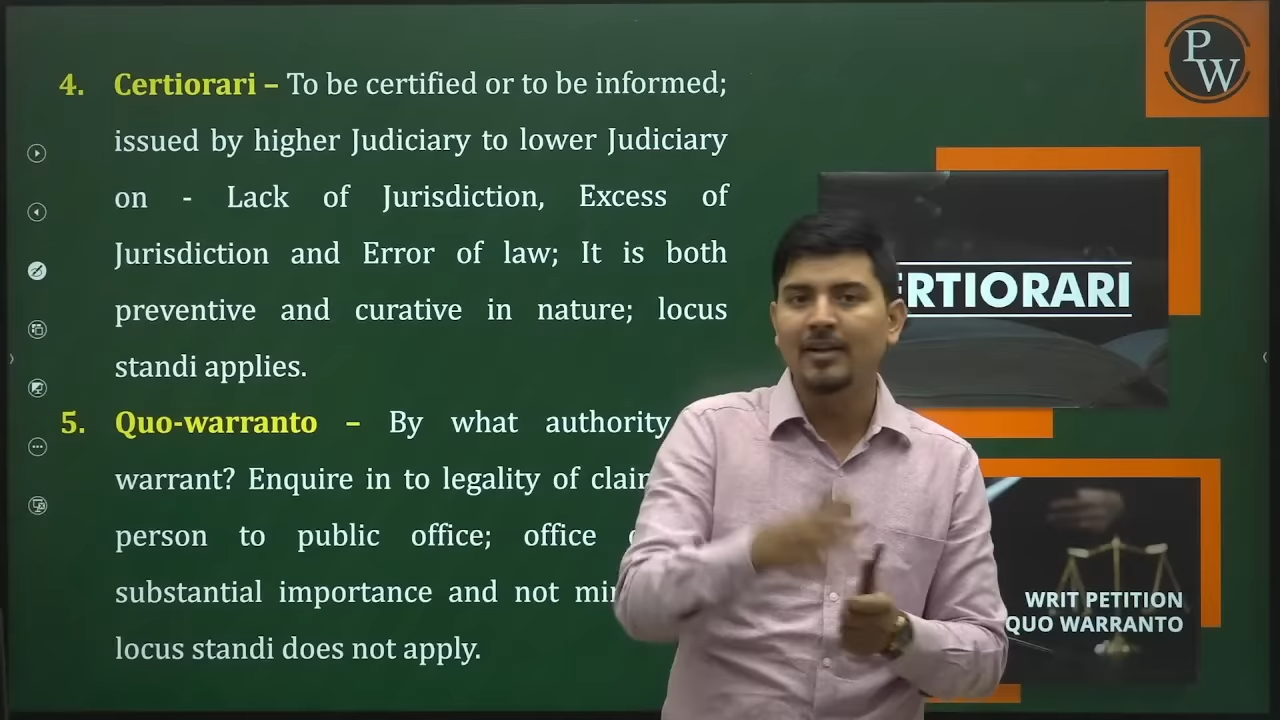 4. Certiorari – To be certified or to be informed;
issued by higher Judiciary to lower Judiciary
on - Lack of Jurisdiction, Excess of
Jurisdiction and Error of law; It is both
preventive and curative in nature; locus
standi applies.
5. Quo-warranto – By what authority
warrant? Enquire in to legality of
person to public office; office
substantial importance and not
locus standi does not apply.
PW
ERTIORARI
WRIT PETITION
QUO WARRANTO